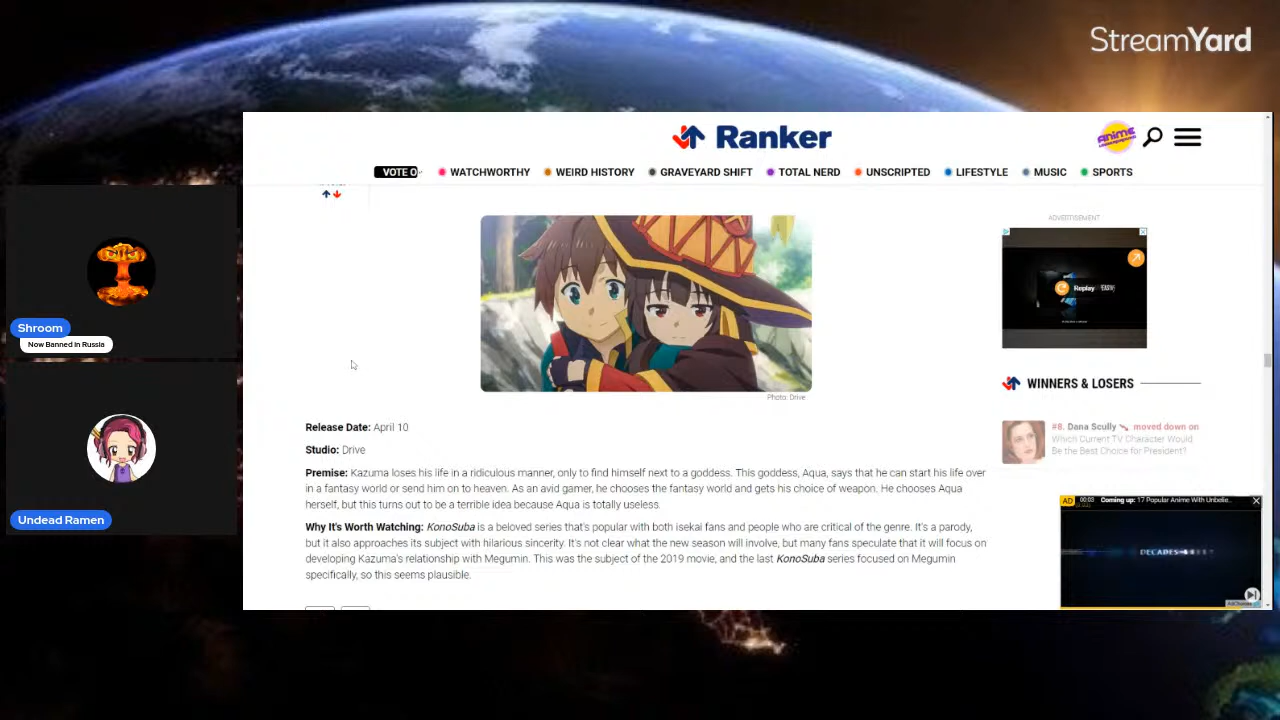 StreamYard
Ranker
ANIME
VOTE O
WATCHWORTHY
WEIRD HISTORY
GRAVEYARD SHIFT
TOTAL NERD
UNSCRIPTED
LIFESTYLE
MUSIC
SPORTS
Shroom
Now Banned in Russia
Undead Ramen
Photo: Drive
Release Date: April 10
Studio: Drive
Premise: Kazuma loses his life in a ridiculous manner, only to find himself next to a goddess. This goddess, Aqua, says that he can start his life over
in a fantasy world or send him on to heaven. As an avid gamer, he chooses the fantasy world and gets his choice of weapon. He chooses Aqua
herself, but this turns out to be a terrible idea because Aqua is totally useless.
Why It's Worth Watching: KonoSuba is a beloved series that's popular with both isekai fans and people who are critical of the genre. It's a parody,
but it also approaches its subject with hilarious sincerity. It's not clear what the new season will involve, but many fans speculate that it will focus on
developing Kazuma's relationship with Megumin. This was the subject of the 2019 movie, and the last KonoSuba series focused on Megumin
specifically, so this seems plausible.
ADVERTISEMENT
Replay
WINNERS & LOSERS
#8. Dana Scully moved down on
Which Current TV Character Would
Be the Best Choice for President?
AD 00:03 Coming up: 17 Popular Anime With Unbelie..
DECADES